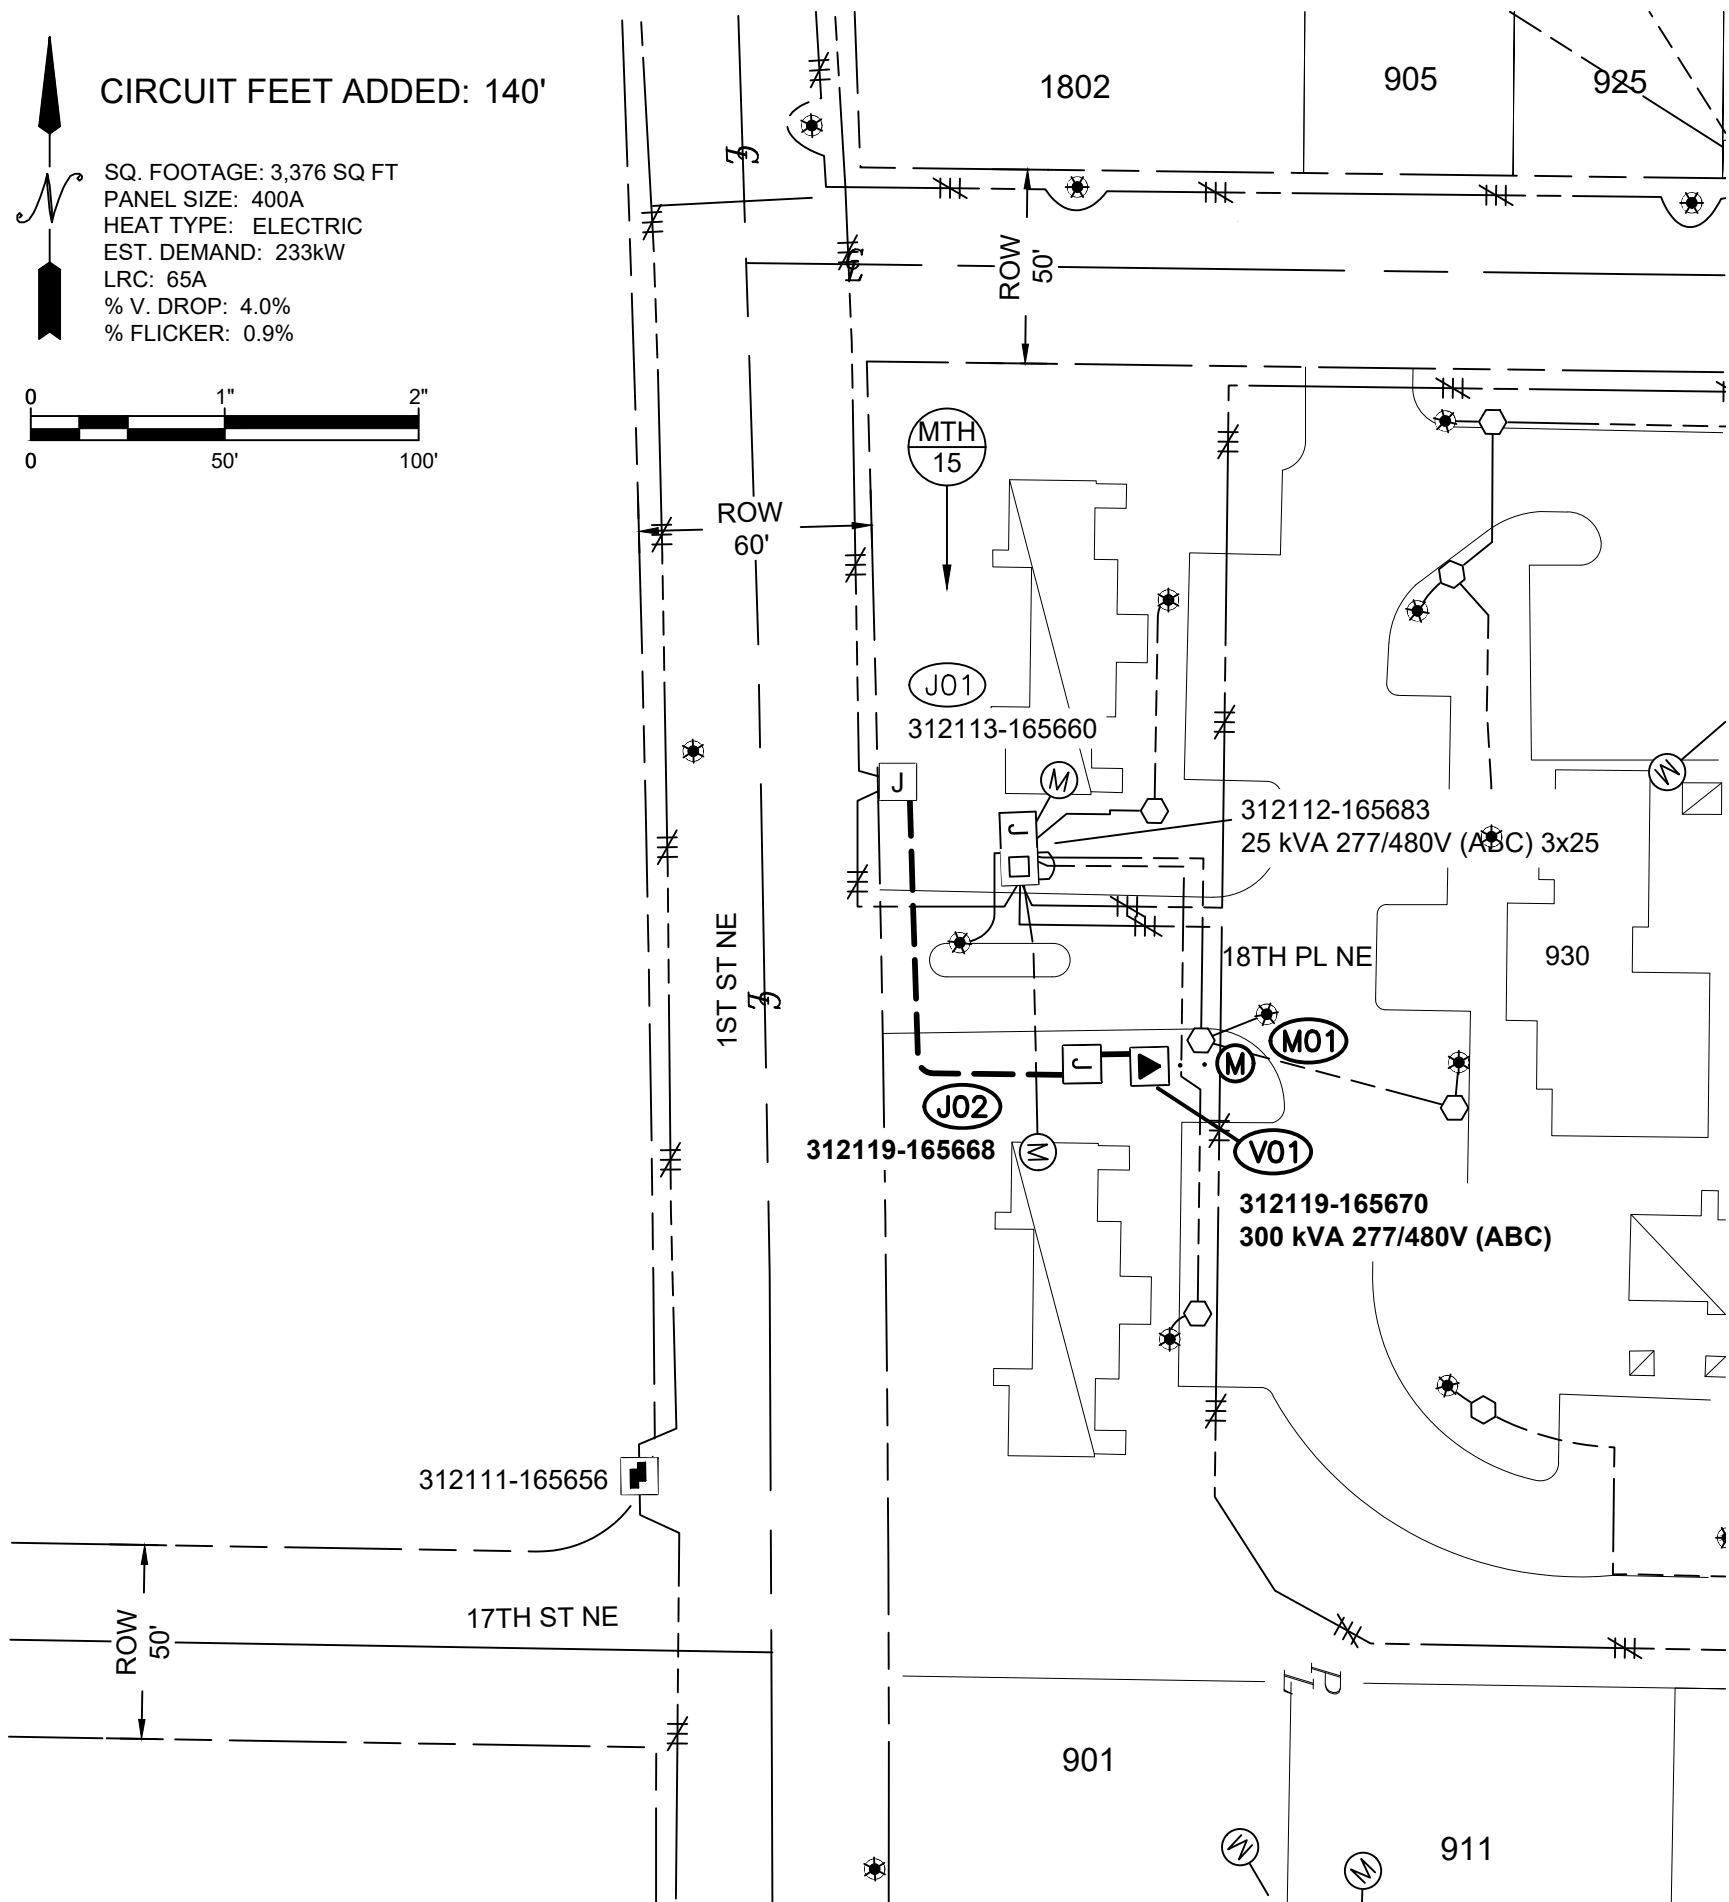 CIRCUIT FEET ADDED: 140'
N
SQ. FOOTAGE: 3,376 SQ FT
PANEL SIZE: 400A
HEAT TYPE: ELECTRIC
EST. DEMAND: 233kW
LRC: 65A
% V. DROP: 4.0%
% FLICKER: 0.9%
0 1" 2"
0 50' 100'
1802
905
925
ROW
50'
MTH
15
ROW
60'
J01
312113-165660
J
M
J
M
312112-165683
25 kVA 277/480V (ABC) 3x25
1ST ST NE
18TH PL NE
930
M01
M
J
J02
312119-165668
M
V01
312119-165670
300 kVA 277/480V (ABC)
312111-165656
17TH ST NE
ROW
50'
901
911
M
M